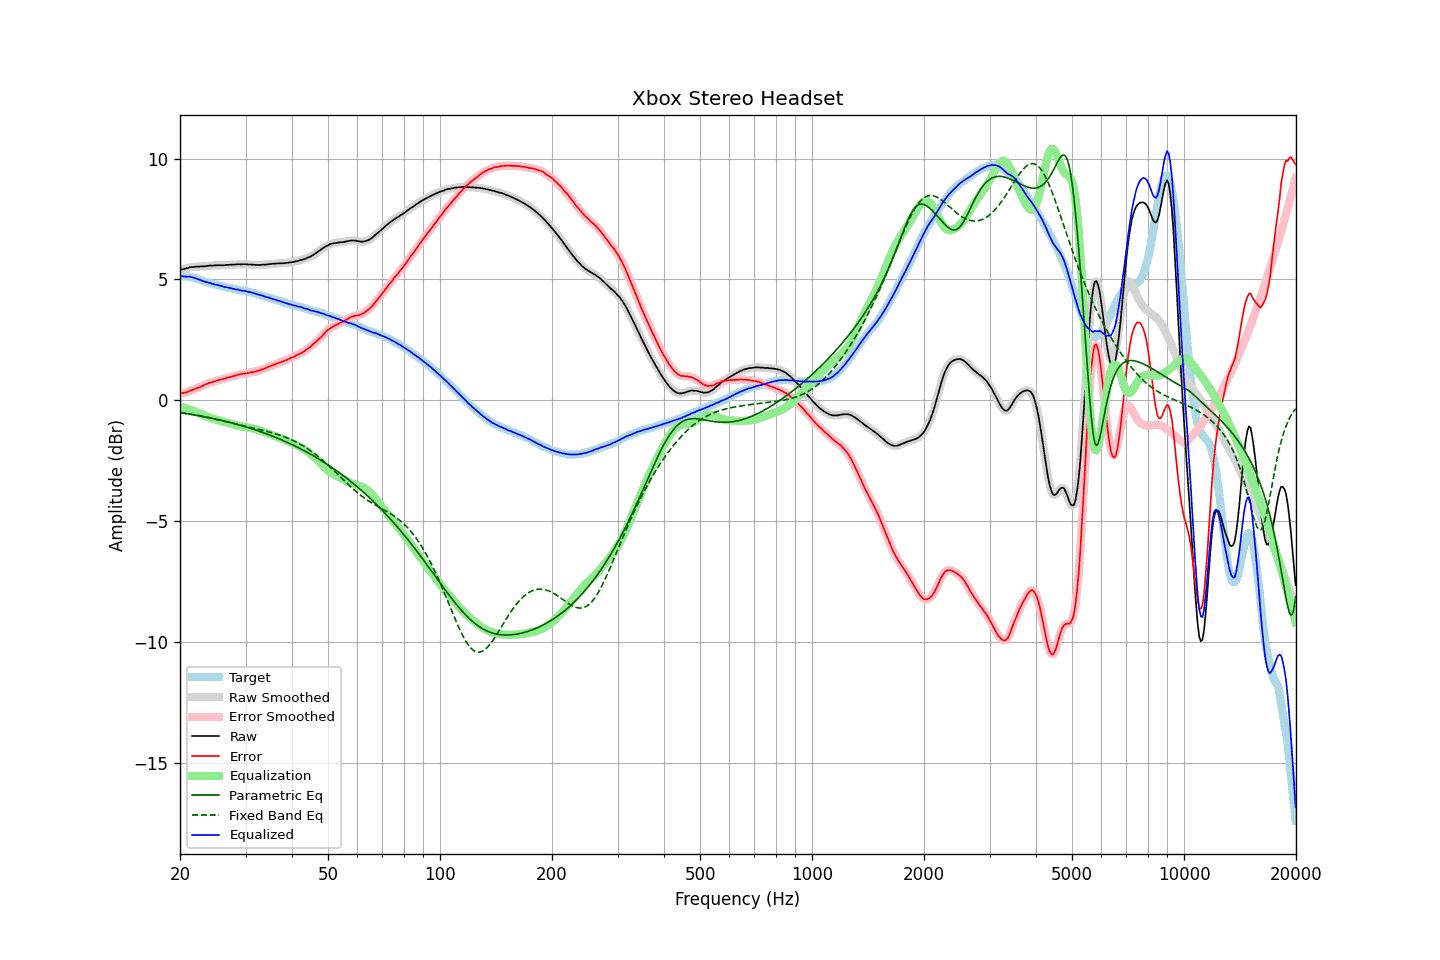 Xbox Stereo Headset
10
5
0
−5
−10
−15
Amplitude (dBr)
Target
Raw Smoothed
Error Smoothed
Raw
Error
Equalization
Parametric Eq
Fixed Band Eq
Equalized
20 50 100 200 500 1000 2000 5000 10000 20000
Frequency (Hz)